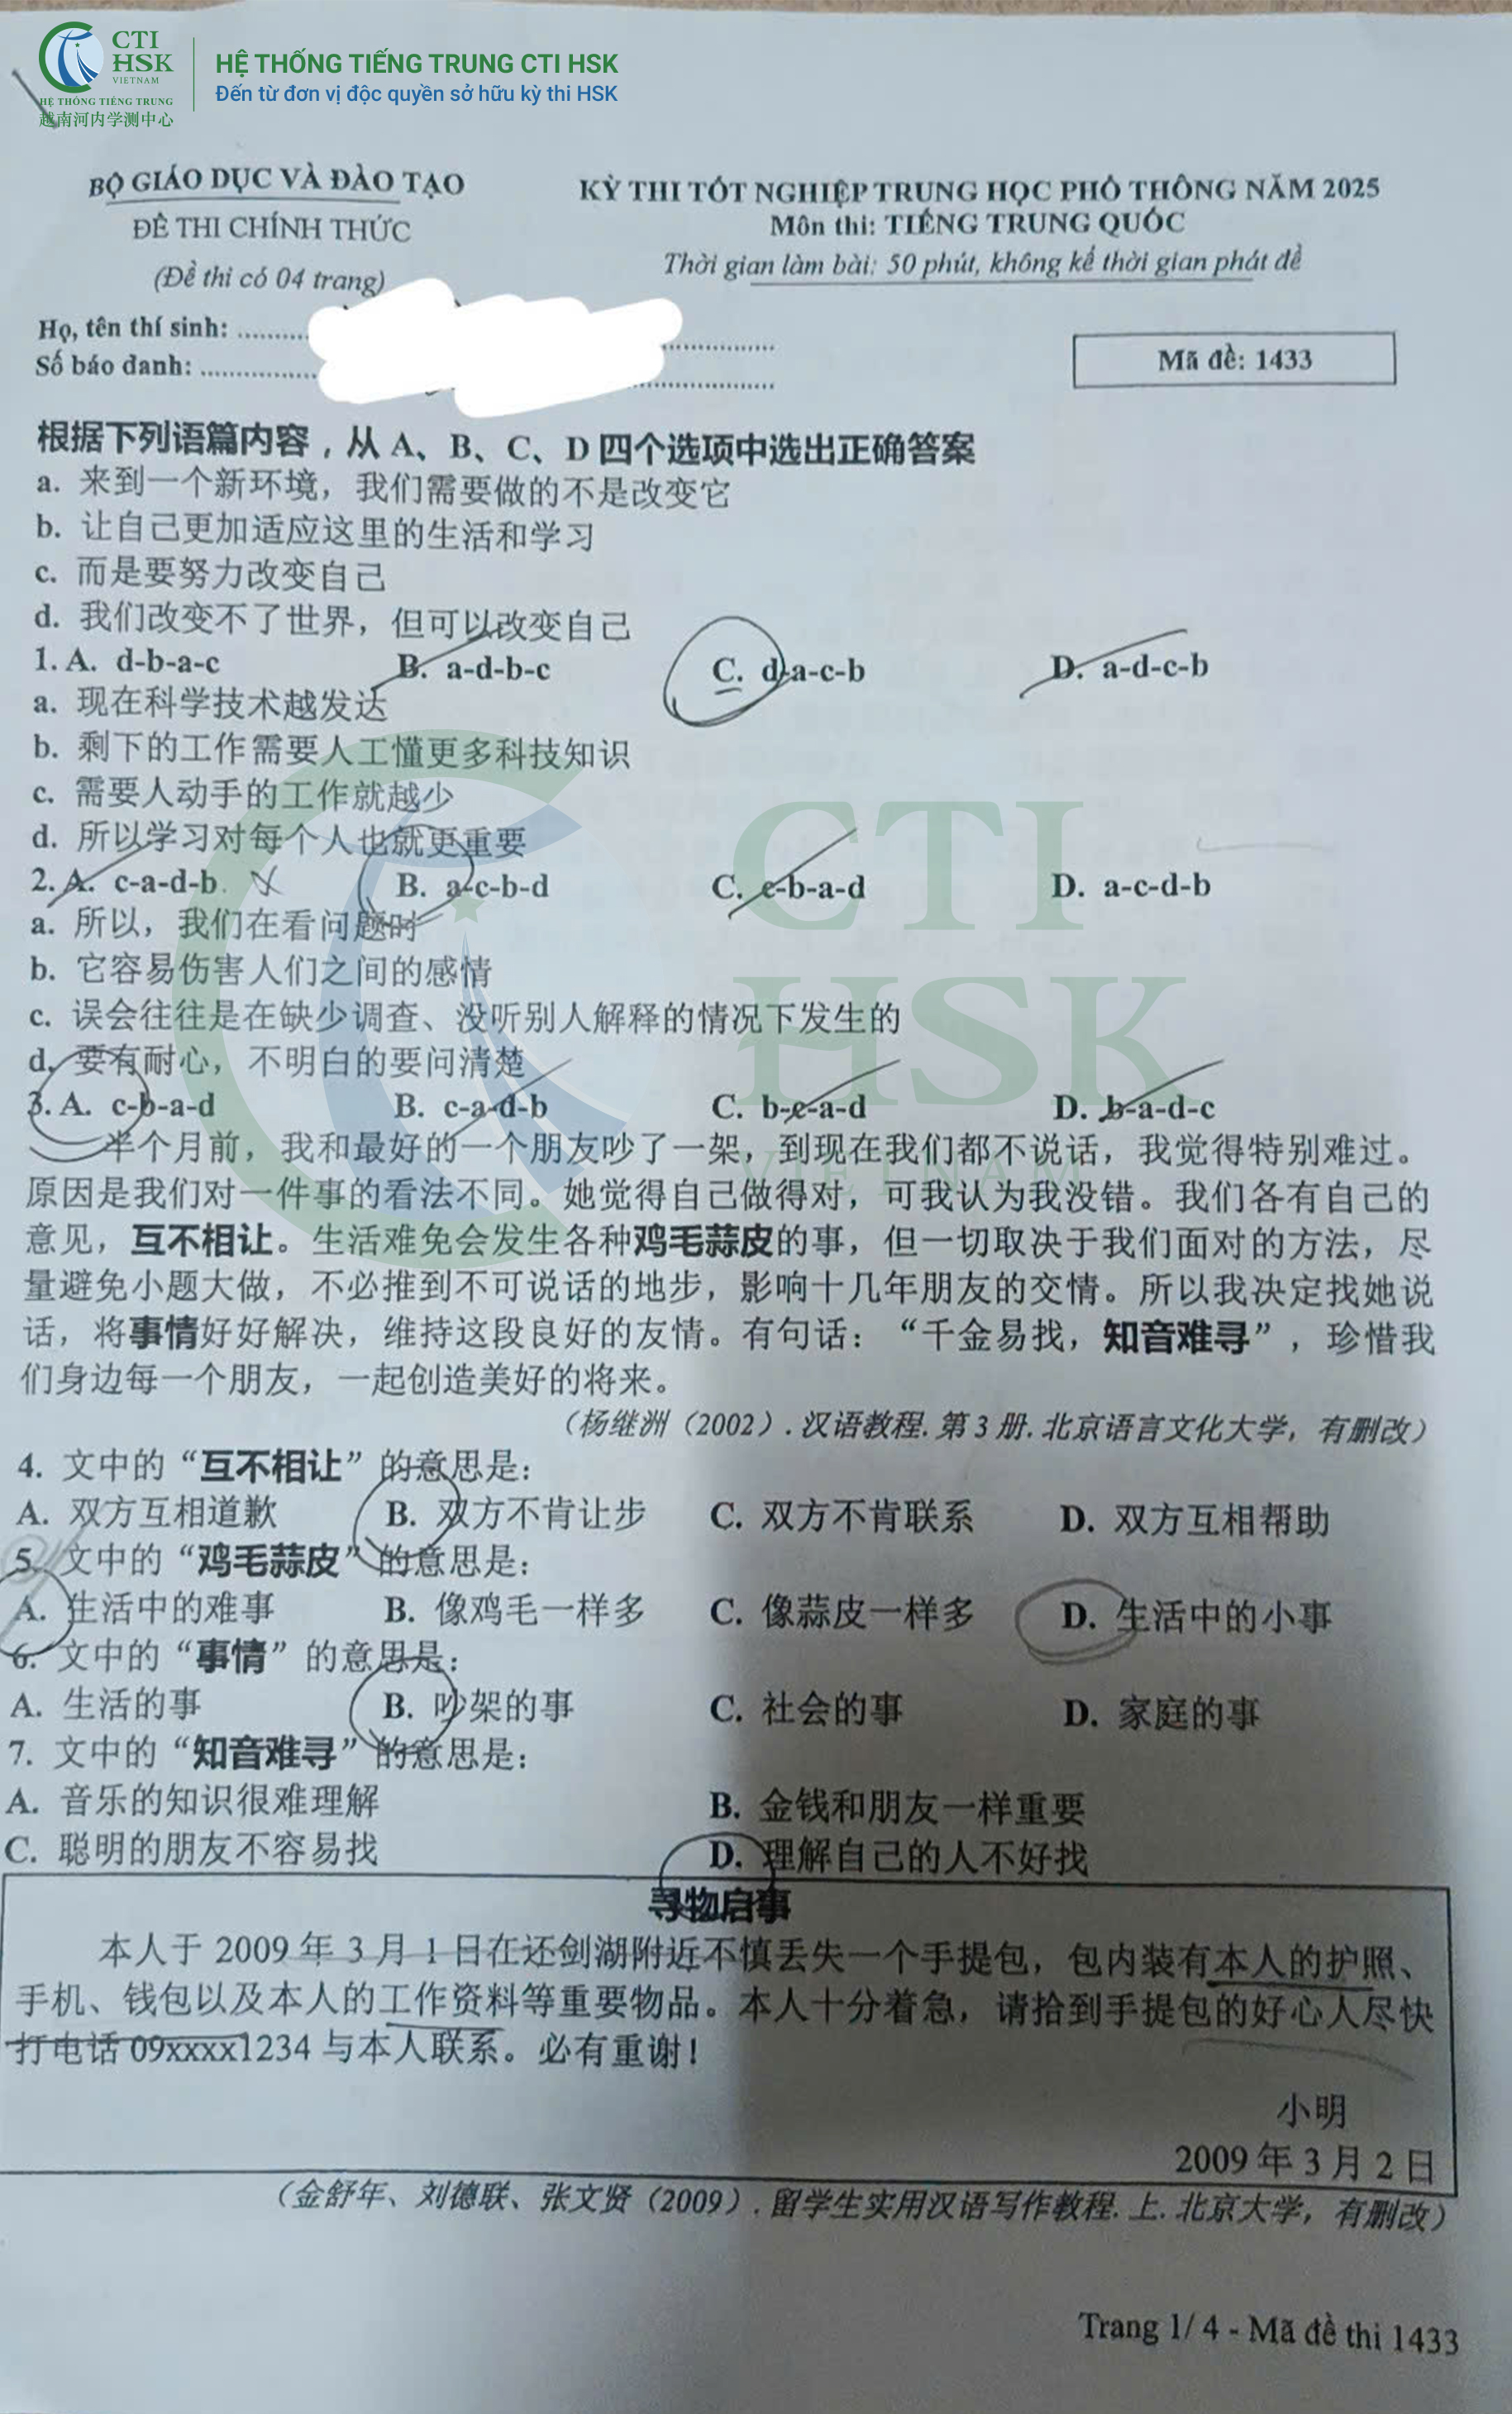 CTI
HSK
VIETNAM
HỆ THỐNG TIẾNG TRUNG
越南河内学测中心
HỆ THỐNG TIẾNG TRUNG CTI HSK
Đến từ đơn vị độc quyền sở hữu kỳ thi HSK
BỘ GIÁO DỤC VÀ ĐÀO TẠO
ĐỀ THI CHÍNH THỨC
(Đề thi có 04 trang)
KỲ THI TỐT NGHIỆP TRUNG HỌC PHỔ THÔNG NĂM 2025
Môn thi: TIẾNG TRUNG QUỐC
Thời gian làm bài: 50 phút, không kể thời gian phát đề
Họ, tên thí sinh:
Số báo danh:
Mã đề: 1433
根据下列语篇内容，从 A、B、C、D 四个选项中选出正确答案
a. 来到一个新环境，我们需要做的不是改变它
b. 让自己更加适应这里的生活和学习
c. 而是要努力改变自己
d. 我们改变不了世界，但可以改变自己
1. A. d-b-a-c B. a-d-b-c C. d-a-c-b D. a-d-c-b
a. 现在科学技术越发达
b. 剩下的工作需要人工懂更多科技知识
c. 需要人动手的工作就越少
d. 所以学习对每个人也就更重要
2. A. c-a-d-b B. a-c-b-d C. c-b-a-d D. a-c-d-b
a. 所以，我们在看问题时
b. 它容易伤害人们之间的感情
c. 误会往往是在缺少调查、没听别人解释的情况下发生的
d. 要有耐心，不明白的要问清楚
3. A. c-b-a-d B. c-a-d-b C. b-c-a-d D. b-a-d-c
半个月前，我和最好的一个朋友吵了一架，到现在我们都不说话，我觉得特别难过。
原因是我们对一件事的看法不同。她觉得自己做得对，可我认为我没错。我们各有自己的
意见，互不相让。生活难免会发生各种鸡毛蒜皮的事，但一切取决于我们面对的方法，尽
量避免小题大做，不必推到不可说话的地步，影响十几年朋友的交情。所以我决定找她说
话，将事情好好解决，维持这段良好的友情。有句话：“千金易找，知音难寻”，珍惜我
们身边每一个朋友，一起创造美好的将来。
（杨继洲（2002）. 汉语教程. 第 3 册. 北京语言文化大学，有删改）
4. 文中的“互不相让”的意思是：
A. 双方互相道歉 B. 双方不肯让步 C. 双方不肯联系 D. 双方互相帮助
5. 文中的“鸡毛蒜皮”的意思是：
A. 生活中的难事 B. 像鸡毛一样多 C. 像蒜皮一样多 D. 生活中的小事
6. 文中的“事情”的意思是：
A. 生活的事 B. 吵架的事 C. 社会的事 D. 家庭的事
7. 文中的“知音难寻”的意思是：
A. 音乐的知识很难理解 B. 金钱和朋友一样重要
C. 聪明的朋友不容易找 D. 理解自己的人不好找
寻物启事
本人于 2009 年 3 月 1 日在还剑湖附近不慎丢失一个手提包，包内装有本人的护照、
手机、钱包以及本人的工作资料等重要物品。本人十分着急，请拾到手提包的好心人尽快
打电话 09xxxx1234 与本人联系。必有重谢！
小明
2009 年 3 月 2 日
（金舒年、刘德联、张文贤（2009）. 留学生实用汉语写作教程. 上. 北京大学，有删改）
Trang 1/ 4 - Mã đề thi 1433
CTI
HSK
VIETNAM